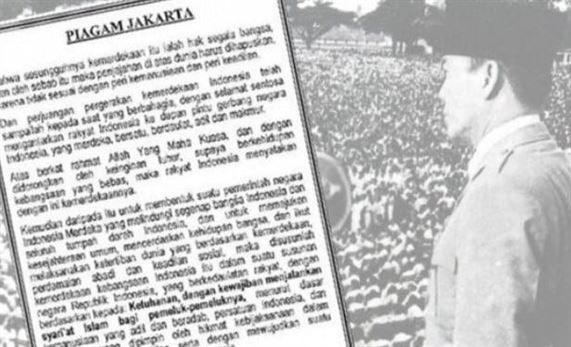 PIAGAM JAKARTA
Bahwa sesungguhnya kemerdekaan itu ialah hak segala bangsa,
dan oleh sebab itu maka penjajahan di atas dunia harus dihapuskan,
karena tidak sesuai dengan peri kemanusiaan dan peri keadilan.
Dan perjuangan pergerakan kemerdekaan Indonesia telah
sampailah kepada saat yang berbahagia, dengan selamat sentosa
mengantarkan rakyat Indonesia ke depan pintu gerbang negara
Indonesia, yang merdeka, bersatu, berdaulat, adil dan makmur.
Atas berkat rahmat Allah Yang Maha Kuasa, dan dengan
didorongkan oleh keinginan luhur, supaya berkehidupan
kebangsaan yang bebas, maka rakyat Indonesia menyatakan
dengan ini kemerdekaannya.
Kemudian daripada itu untuk membentuk suatu pemerintah negara
Indonesia Merdeka yang melindungi segenap bangsa Indonesia dan
seluruh tumpah darah Indonesia, dan untuk memajukan
kesejahteraan umum, mencerdaskan kehidupan bangsa, dan ikut
melaksanakan ketertiban dunia yang berdasarkan kemerdekaan,
perdamaian abadi dan keadilan sosial, maka disusunlah
kemerdekaan kebangsaan Indonesia itu dalam suatu susunan
negara Republik Indonesia, yang berkedaulatan rakyat, dengan
berdasarkan kepada: Ketuhanan, dengan kewajiban menjalankan
syari'at Islam bagi pemeluk-pemeluknya, menurut dasar
kemanusiaan yang adil dan beradab, persatuan Indonesia, dan
yang dipimpin oleh hikmat kebijaksanaan dalam
serta dengan mewujudkan suatu